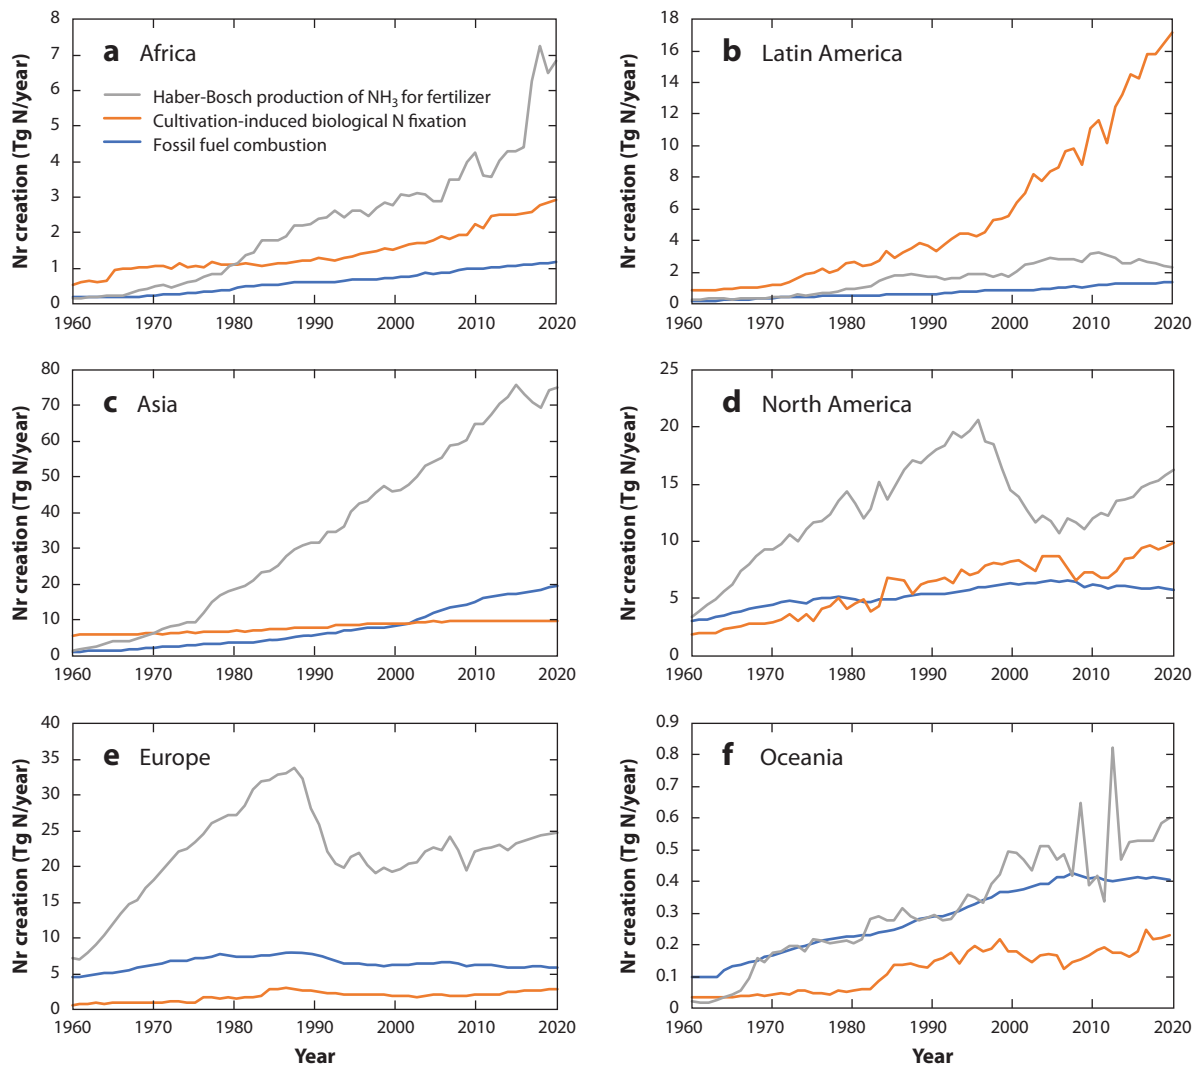 a Africa
Haber-Bosch production of NH₃ for fertilizer
Cultivation-induced biological N fixation
Fossil fuel combustion
Nr creation (Tg N/year)
8
7
6
5
4
3
2
1
0
1960 1970 1980 1990 2000 2010 2020
b Latin America
Nr creation (Tg N/year)
18
16
14
12
10
8
6
4
2
0
1960 1970 1980 1990 2000 2010 2020
c Asia
Nr creation (Tg N/year)
80
70
60
50
40
30
20
10
0
1960 1970 1980 1990 2000 2010 2020
d North America
Nr creation (Tg N/year)
25
20
15
10
5
0
1960 1970 1980 1990 2000 2010 2020
e Europe
Nr creation (Tg N/year)
40
35
30
25
20
15
10
5
0
1960 1970 1980 1990 2000 2010 2020
Year
f Oceania
Nr creation (Tg N/year)
0.9
0.8
0.7
0.6
0.5
0.4
0.3
0.2
0.1
0
1960 1970 1980 1990 2000 2010 2020
Year